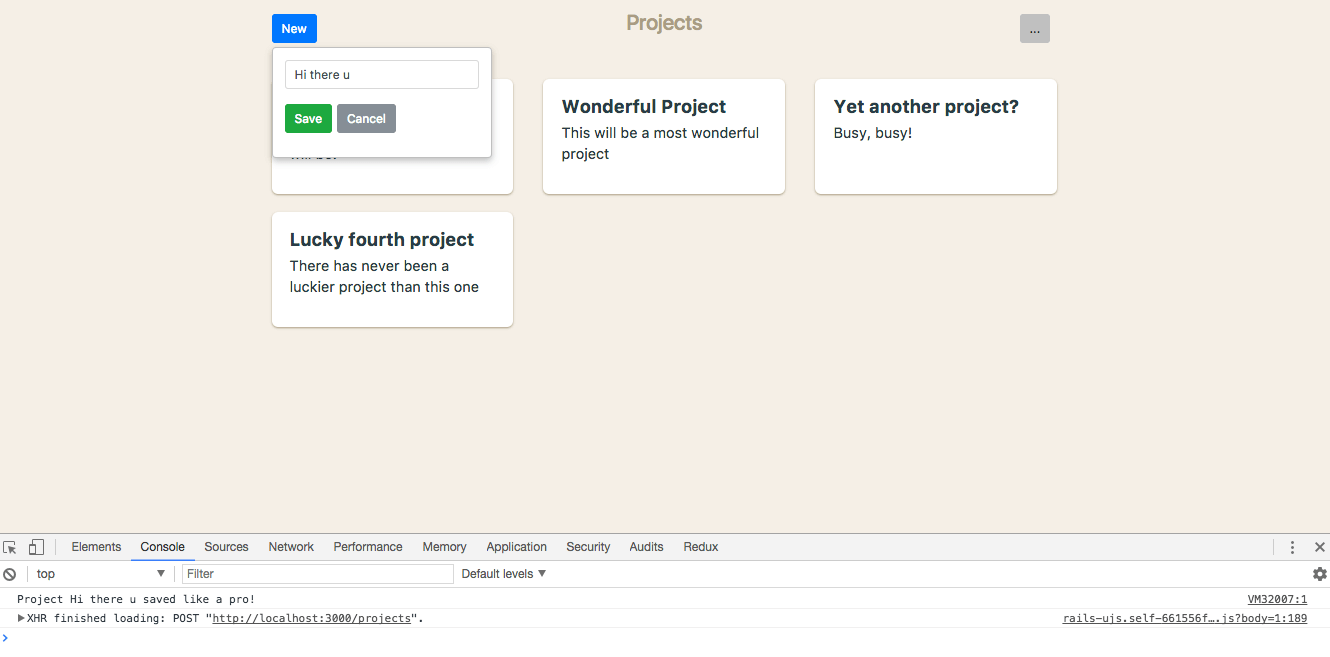 New
Projects
...
Hi there u
Save Cancel
will be!
Wonderful Project
This will be a most wonderful
project
Yet another project?
Busy, busy!
Lucky fourth project
There has never been a
luckier project than this one
Elements Console Sources Network Performance Memory Application Security Audits Redux
top Filter Default levels
Project Hi there u saved like a pro! VM32007:1
XHR finished loading: POST "http://localhost:3000/projects". rails-ujs.self-661556f….js?body=1:189